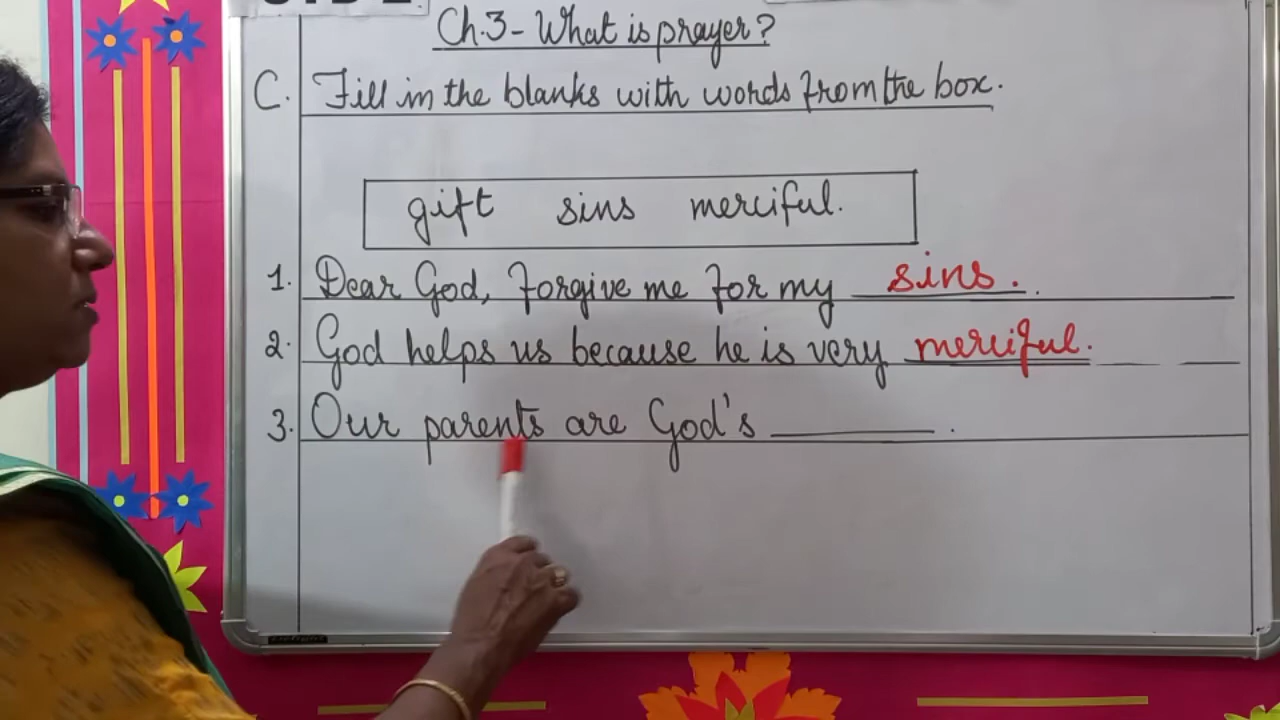 Ch.3 - What is prayer?
C. Fill in the blanks with words from the box.
gift sins merciful.
1. Dear God, forgive me for my sins. .
2. God helps us because he is very merciful.
3. Our parents are God's ________ .